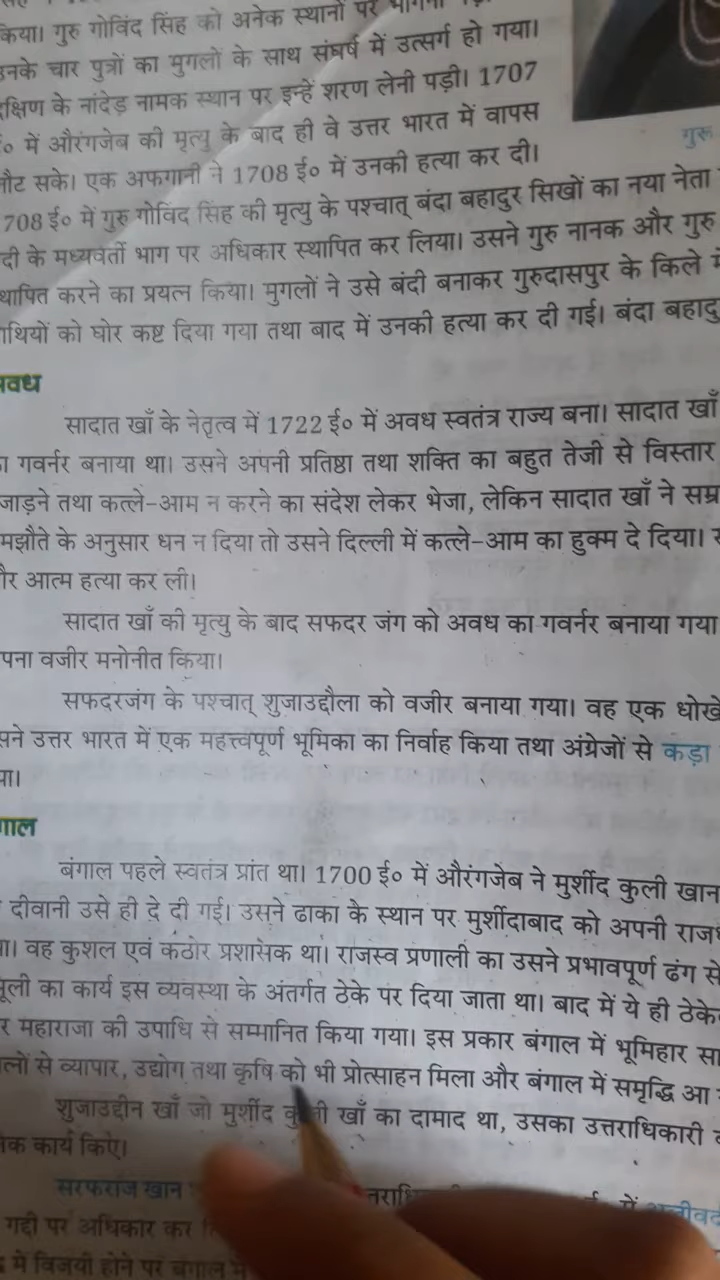 किया। गुरु गोविंद सिंह को अनेक स्थानों पर
उनके चार पुत्रों का मुगलों के साथ संघर्ष में उत्सर्ग हो गया।
दक्षिण के नांदेड़ नामक स्थान पर इन्हें शरण लेनी पड़ी। 1707
ई० में औरंगजेब की मृत्यु के बाद ही वे उत्तर भारत में वापस
लौट सके। एक अफगानी ने 1708 ई० में उनकी हत्या कर दी।
गुरु
708 ई० में गुरु गोविंद सिंह की मृत्यु के पश्चात् बंदा बहादुर सिखों का नया नेता
दी के मध्यवर्ती भाग पर अधिकार स्थापित कर लिया। उसने गुरु नानक और गुरु
थापित करने का प्रयत्न किया। मुगलों ने उसे बंदी बनाकर गुरुदासपुर के किले में
थियों को घोर कष्ट दिया गया तथा बाद में उनकी हत्या कर दी गई। बंदा बहादु
वध
सादात खाँ के नेतृत्व में 1722 ई० में अवध स्वतंत्र राज्य बना। सादात खाँ
गवर्नर बनाया था। उसने अपनी प्रतिष्ठा तथा शक्ति का बहुत तेजी से विस्तार
जाड़ने तथा कत्ले-आम न करने का संदेश लेकर भेजा, लेकिन सादात खाँ ने सम्र
मझौते के अनुसार धन न दिया तो उसने दिल्ली में कत्ले-आम का हुक्म दे दिया।
र आत्म हत्या कर ली।
सादात खाँ की मृत्यु के बाद सफदर जंग को अवध का गवर्नर बनाया गया
पना वजीर मनोनीत किया।
सफदरजंग के पश्चात् शुजाउद्दौला को वजीर बनाया गया। वह एक धोखे
सने उत्तर भारत में एक महत्त्वपूर्ण भूमिका का निर्वाह किया तथा अंग्रेजों से कड़ा
या।
गाल
बंगाल पहले स्वतंत्र प्रांत था। 1700 ई० में औरंगजेब ने मुर्शीद कुली खान
दीवानी उसे ही दे दी गई। उसने ढाका के स्थान पर मुर्शीदाबाद को अपनी राज
ा। वह कुशल एवं कठोर प्रशासक था। राजस्व प्रणाली का उसने प्रभावपूर्ण ढंग से
ूली का कार्य इस व्यवस्था के अंतर्गत ठेके पर दिया जाता था। बाद में ये ही ठेके
र महाराजा की उपाधि से सम्मानित किया गया। इस प्रकार बंगाल में भूमिहार सा
लों से व्यापार, उद्योग तथा कृषि को भी प्रोत्साहन मिला और बंगाल में समृद्धि आ
शुजाउद्दीन खाँ जो मुर्शीद कुली खाँ का दामाद था, उसका उत्तराधिकारी
क कार्य किए।
सरफराज खान
गद्दी पर अधिकार कर
में विजयी होने पर बंगाल में